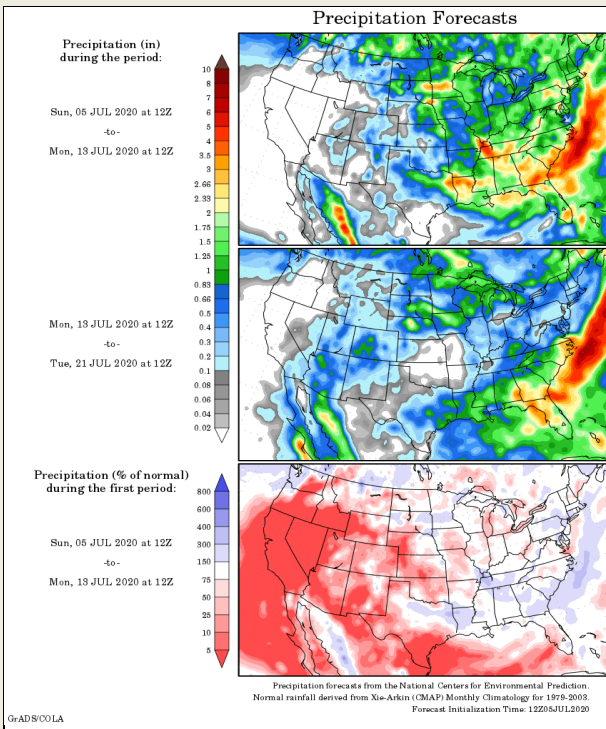 Precipitation Forecasts
Precipitation (in)
during the period:
Sun, 05 JUL 2020 at 12Z
-to-
Mon, 13 JUL 2020 at 12Z
10
8
7
6
5
4
3.5
3
2.66
2.33
2
1.75
1.5
1.25
1
0.83
0.66
0.5
0.4
0.3
0.2
0.1
0.08
0.06
0.04
0.02
Mon, 13 JUL 2020 at 12Z
-to-
Tue, 21 JUL 2020 at 12Z
Precipitation (% of normal)
during the first period:
Sun, 05 JUL 2020 at 12Z
-to-
Mon, 13 JUL 2020 at 12Z
800
600
400
300
150
75
50
25
10
5
Precipitation forecasts from the National Centers for Environmental Prediction.
Normal rainfall derived from Xie-Arkin (CMAP) Monthly Climatology for 1979-2003.
Forecast Initialization Time: 12Z05JUL2020
GrADS/COLA